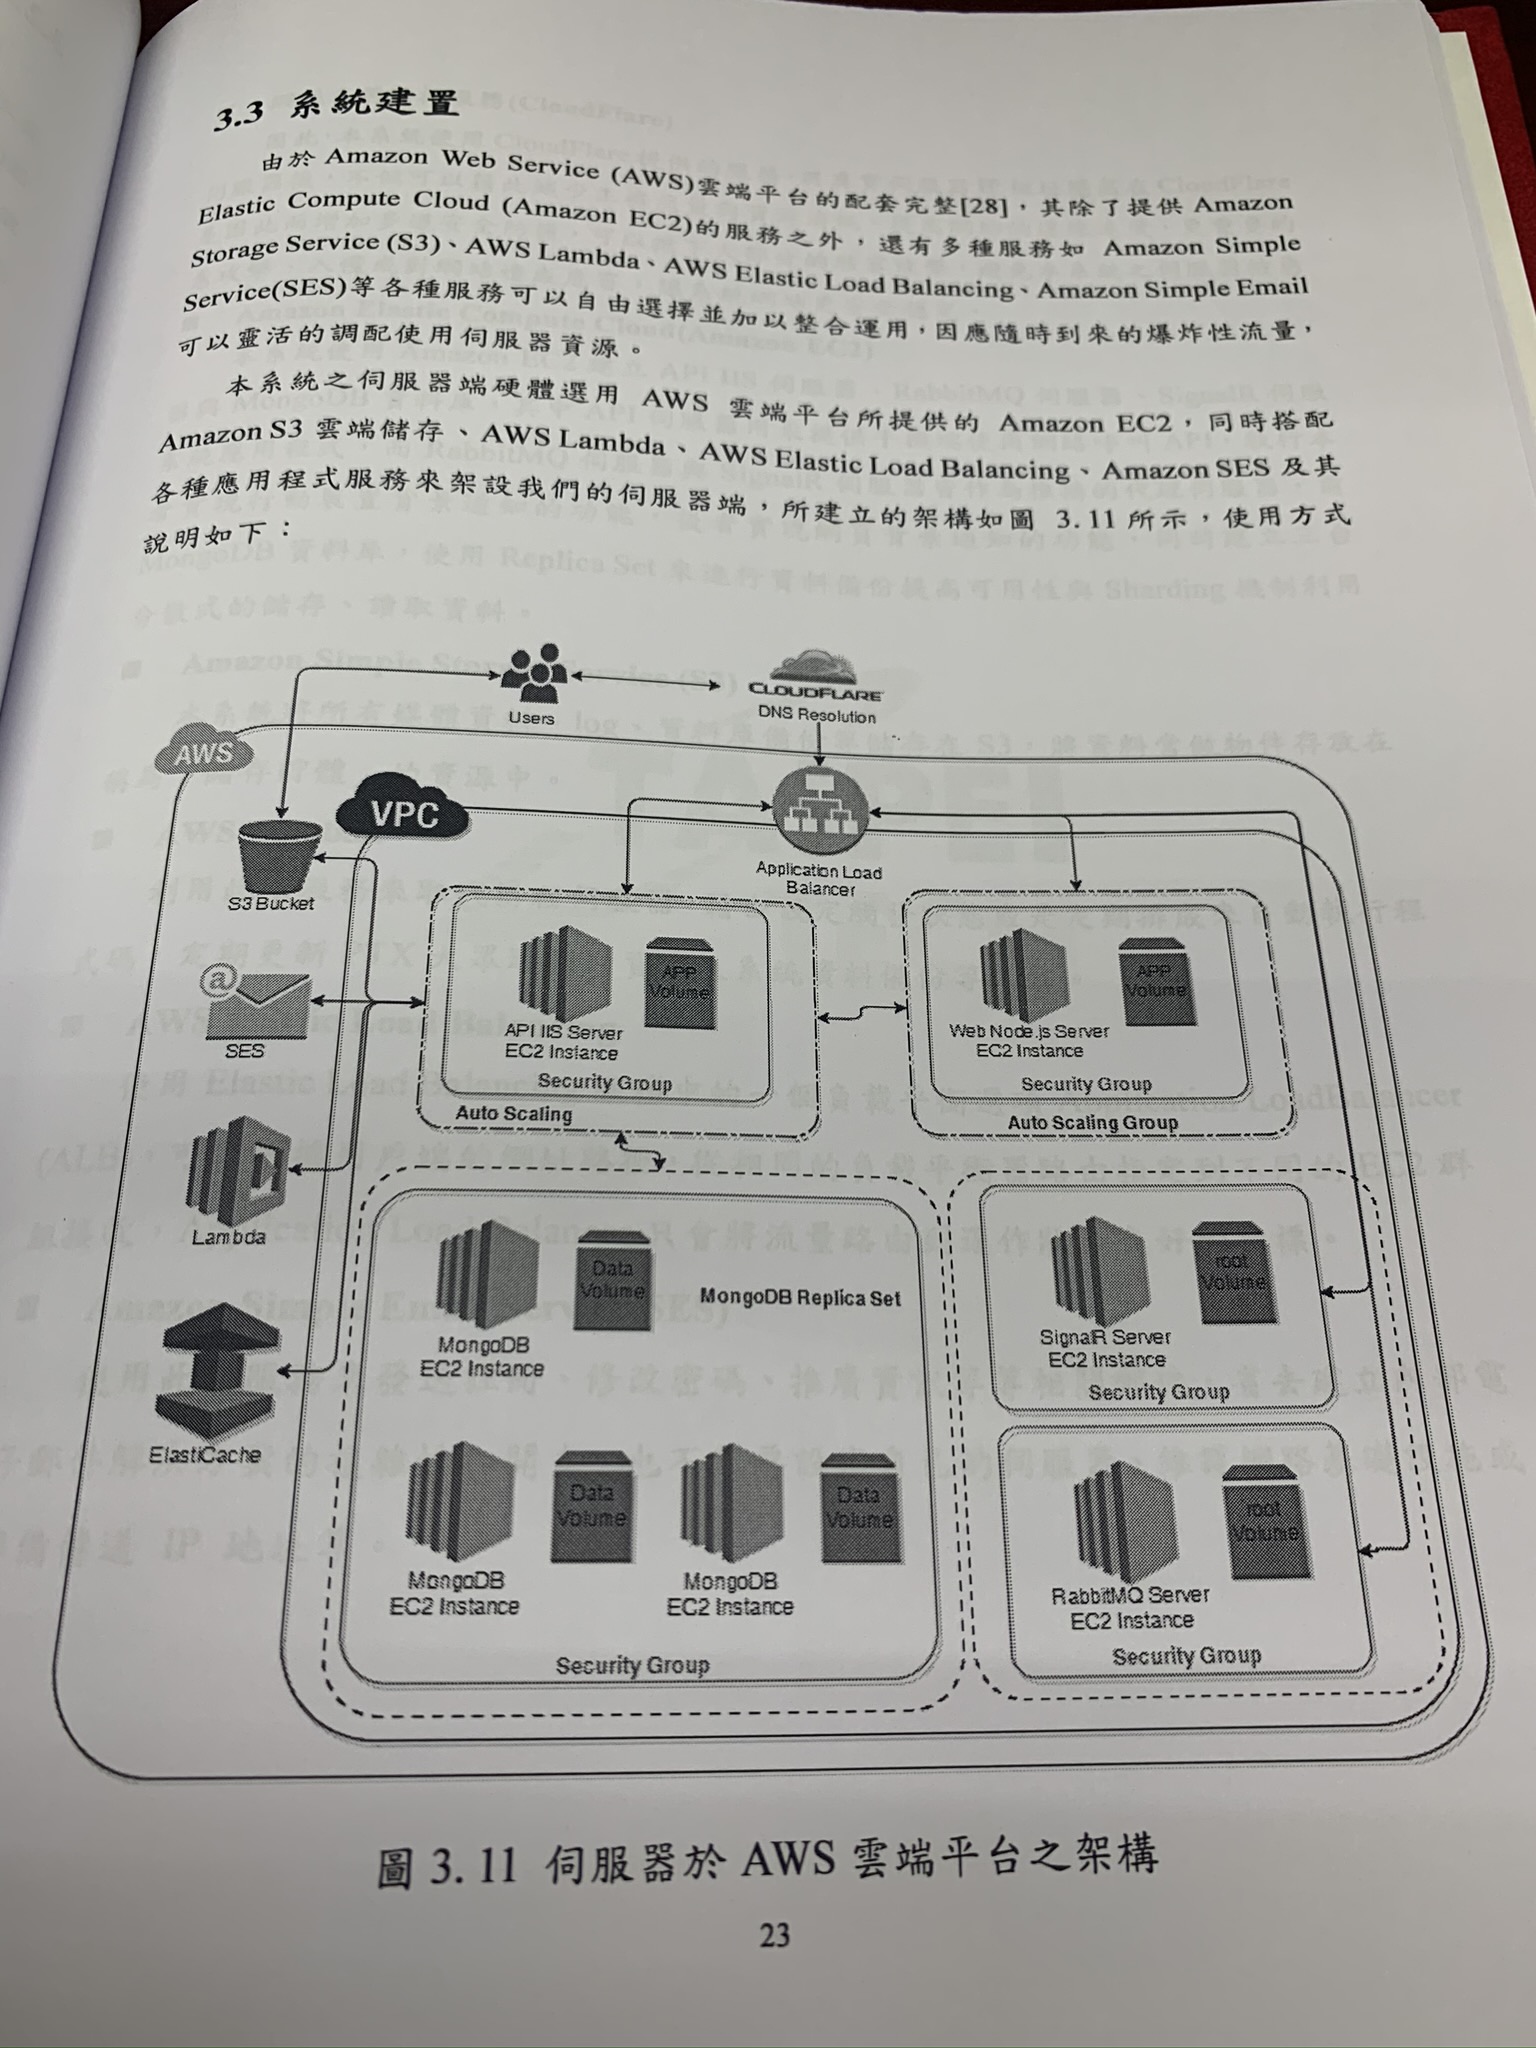 3.3 系統建置
由於 Amazon Web Service (AWS)雲端平台的配套完整[28]，其除了提供 Amazon
Elastic Compute Cloud (Amazon EC2)的服務之外，還有多種服務如 Amazon Simple
Storage Service (S3)、AWS Lambda、AWS Elastic Load Balancing、Amazon Simple Email
Service(SES)等各種服務可以自由選擇並加以整合運用，因應隨時到來的爆炸性流量，
可以靈活的調配使用伺服器資源。
本系統之伺服器端硬體選用 AWS 雲端平台所提供的 Amazon EC2，同時搭配
Amazon S3 雲端儲存、AWS Lambda、AWS Elastic Load Balancing、Amazon SES 及其
各種應用程式服務來架設我們的伺服器端，所建立的架構如圖 3.11 所示，使用方式
說明如下：
Users
CLOUDFLARE
DNS Resolution
AWS
VPC
Application Load
Balancer
S3 Bucket
SES
Lambda
ElastiCache
API IIS Server
EC2 Instance
APP
Volume
Security Group
Auto Scaling
Web Node.js Server
EC2 Instance
APP
Volume
Security Group
Auto Scaling Group
MongoDB
EC2 Instance
Data
Volume
MongoDB Replica Set
MongoDB
EC2 Instance
Data
Volume
MongoDB
EC2 Instance
Data
Volume
Security Group
SignalR Server
EC2 Instance
root
Volume
Security Group
RabbitMQ Server
EC2 Instance
root
Volume
Security Group
圖 3.11 伺服器於 AWS 雲端平台之架構
23